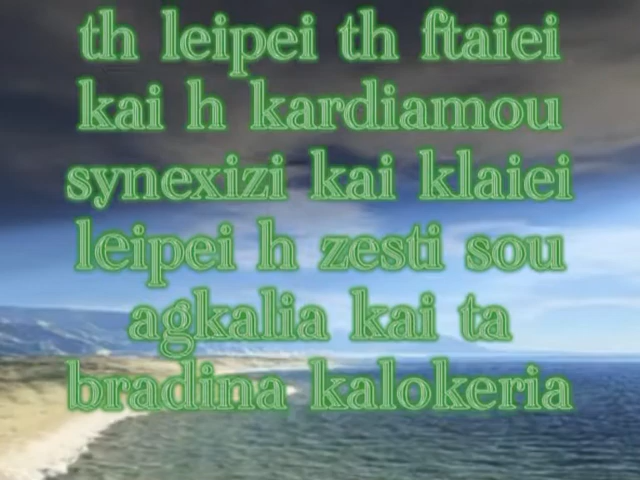 th leipei th ftaiei
kai h kardiamou
synexizi kai klaiei
leipei h zesti sou
agkalia kai ta
bradina kalokeria